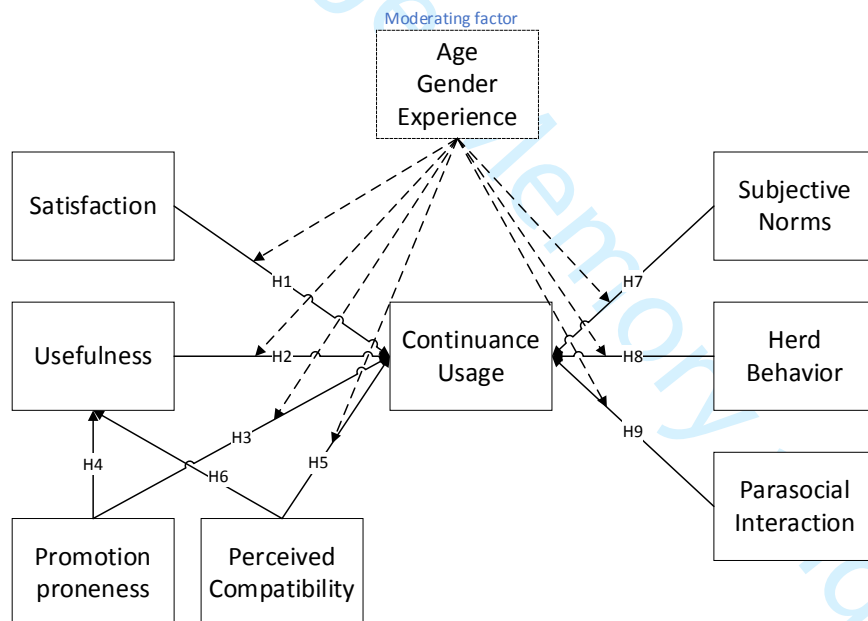 Moderating factor
Age
Gender
Experience
Satisfaction
Subjective
Norms
H1
H7
Usefulness
H2
Continuance
Usage
H8
Herd
Behavior
H3
H9
H4
H6
H5
Parasocial
Interaction
Promotion
proneness
Perceived
Compatibility